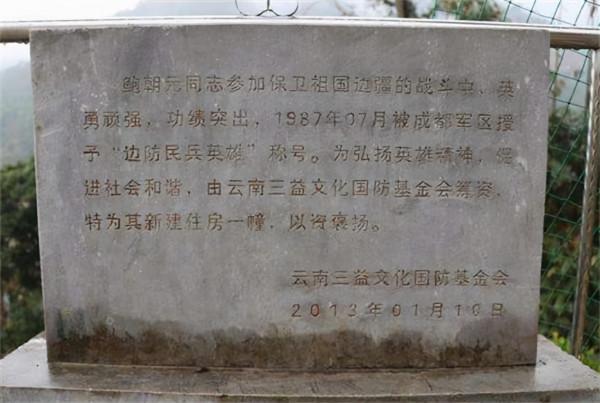 鲍朝元同志参加保卫祖国边疆的战斗中，英
勇顽强，功绩突出，1987年07月被成都军区授
予“边防民兵英雄”称号。为弘扬英雄精神，促
进社会和谐，由云南三益文化国防基金会筹资，
特为其新建住房一幢，以资褒扬。
云南三益文化国防基金会
2013年01月10日